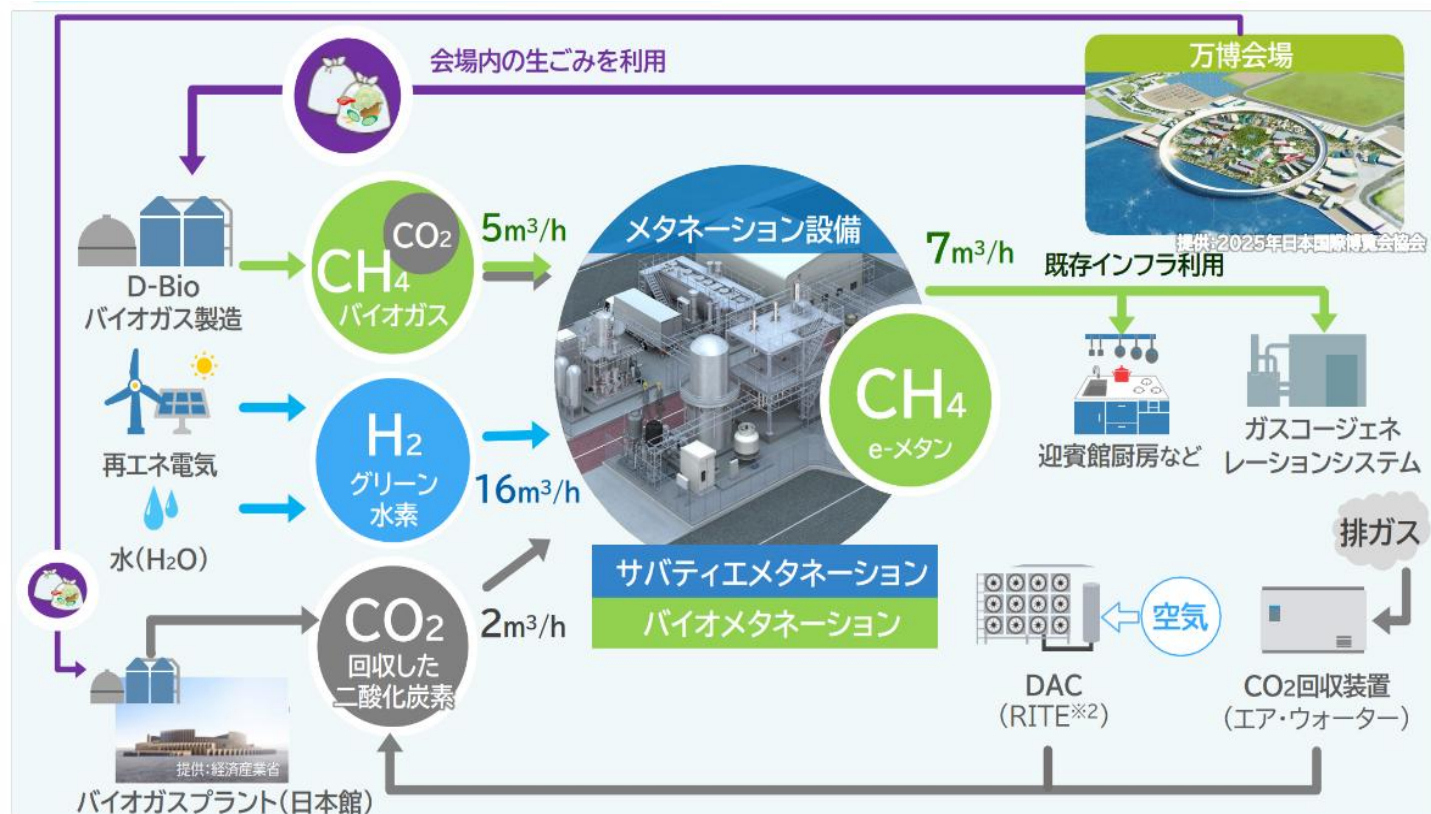 会場内の生ごみを利用
万博会場
提供:2025年日本国際博覧会協会
D-Bio
バイオガス製造
CO2
CH4
バイオガス
5m³/h
メタネーション設備
7m³/h
既存インフラ利用
再エネ電気
水(H2O)
H2
グリーン
水素
16m³/h
CH4
e-メタン
迎賓館厨房など
ガスコージェネ
レーションシステム
CO2
回収した
二酸化炭素
2m³/h
サバティエメタネーション
バイオメタネーション
空気
排ガス
DAC
(RITE※2)
CO2回収装置
(エア・ウォーター)
提供:経済産業省
バイオガスプラント(日本館)